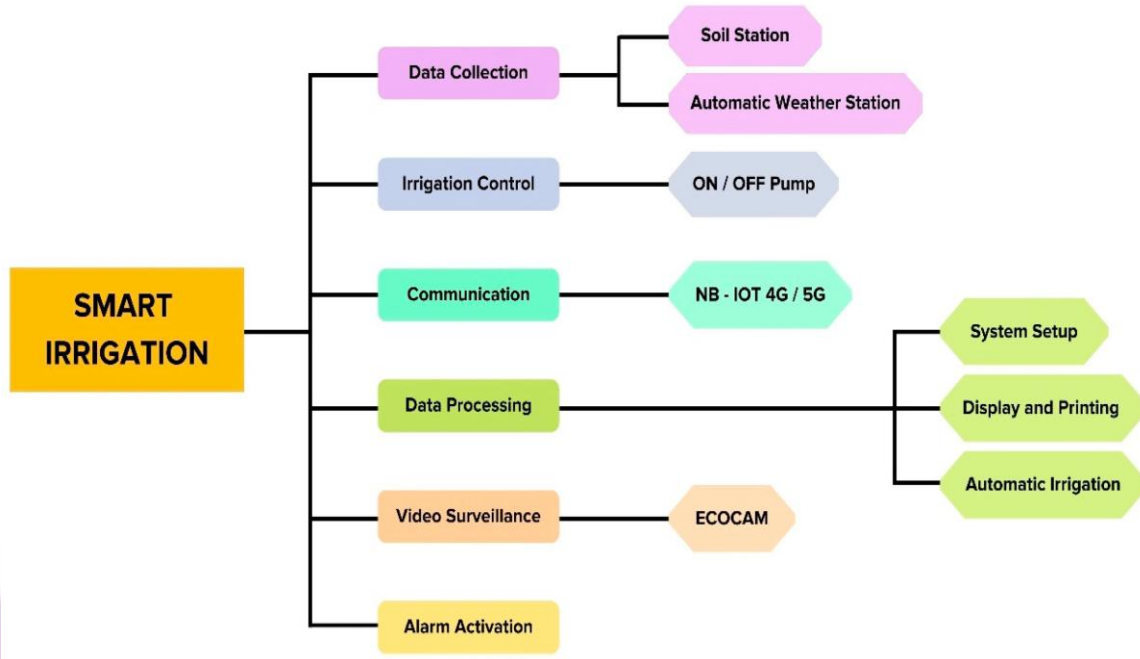 SMART
IRRIGATION
Data Collection
Soil Station
Automatic Weather Station
Irrigation Control
ON / OFF Pump
Communication
NB - IOT 4G / 5G
Data Processing
System Setup
Display and Printing
Automatic Irrigation
Video Surveillance
ECOCAM
Alarm Activation